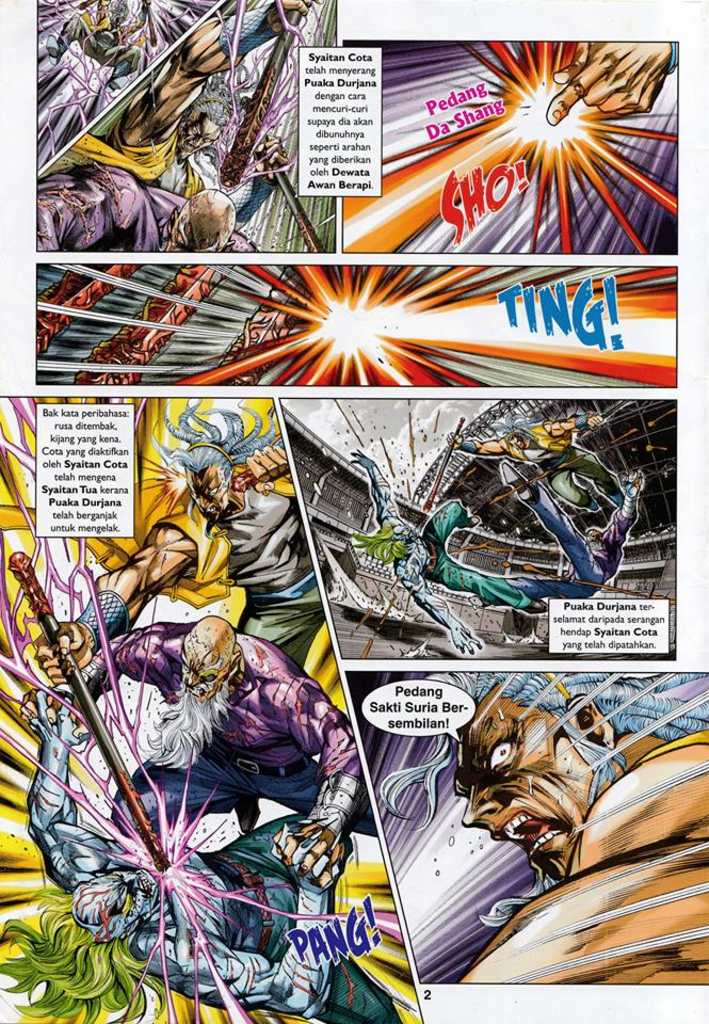 Syaitan Cota
telah menyerang
Puaka Durjana
dengan cara
mencuri-curi
supaya dia akan
dibunuhnya
seperti arahan
yang diberikan
oleh Dewata
Awan Berapi.
Pedang
Da Shang
SHO!
TING!
Bak kata peribahasa:
rusa ditembak,
kijang yang kena.
Cota yang diaktifkan
oleh Syaitan Cota
telah mengena
Syaitan Tua kerana
Puaka Durjana
telah berganjak
untuk mengelak.
PANG!
Puaka Durjana ter-
selamat daripada serangan
hendap Syaitan Cota
yang telah dipatahkan.
Pedang
Sakti Suria Ber-
sembilan!
2